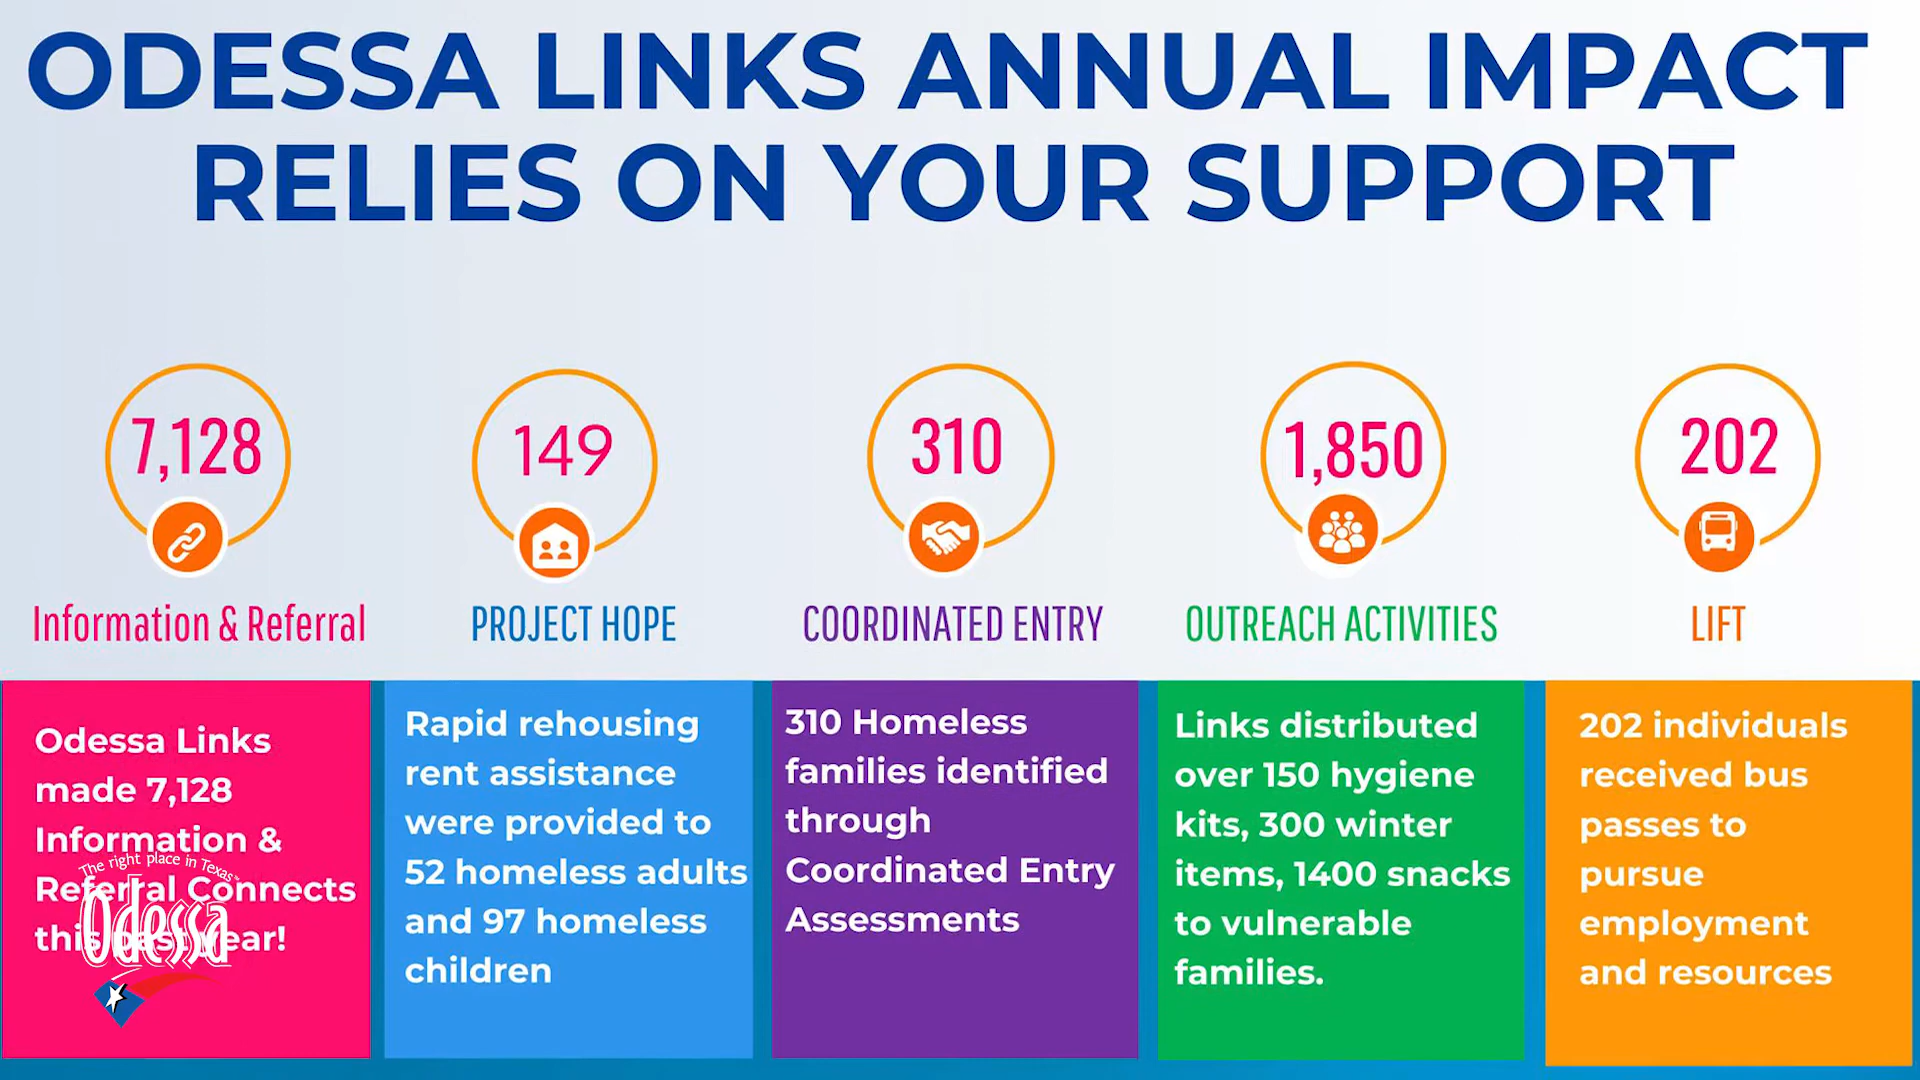 ODESSA LINKS ANNUAL IMPACT
RELIES ON YOUR SUPPORT
7,128
149
310
1,850
202
Information & Referral
PROJECT HOPE
COORDINATED ENTRY
OUTREACH ACTIVITIES
LIFT
Odessa Links
made 7,128
Information &
Referral Connects
this past year!
The right place in Texas™
Odessa
Rapid rehousing
rent assistance
were provided to
52 homeless adults
and 97 homeless
children
310 Homeless
families identified
through
Coordinated Entry
Assessments
Links distributed
over 150 hygiene
kits, 300 winter
items, 1400 snacks
to vulnerable
families.
202 individuals
received bus
passes to
pursue
employment
and resources